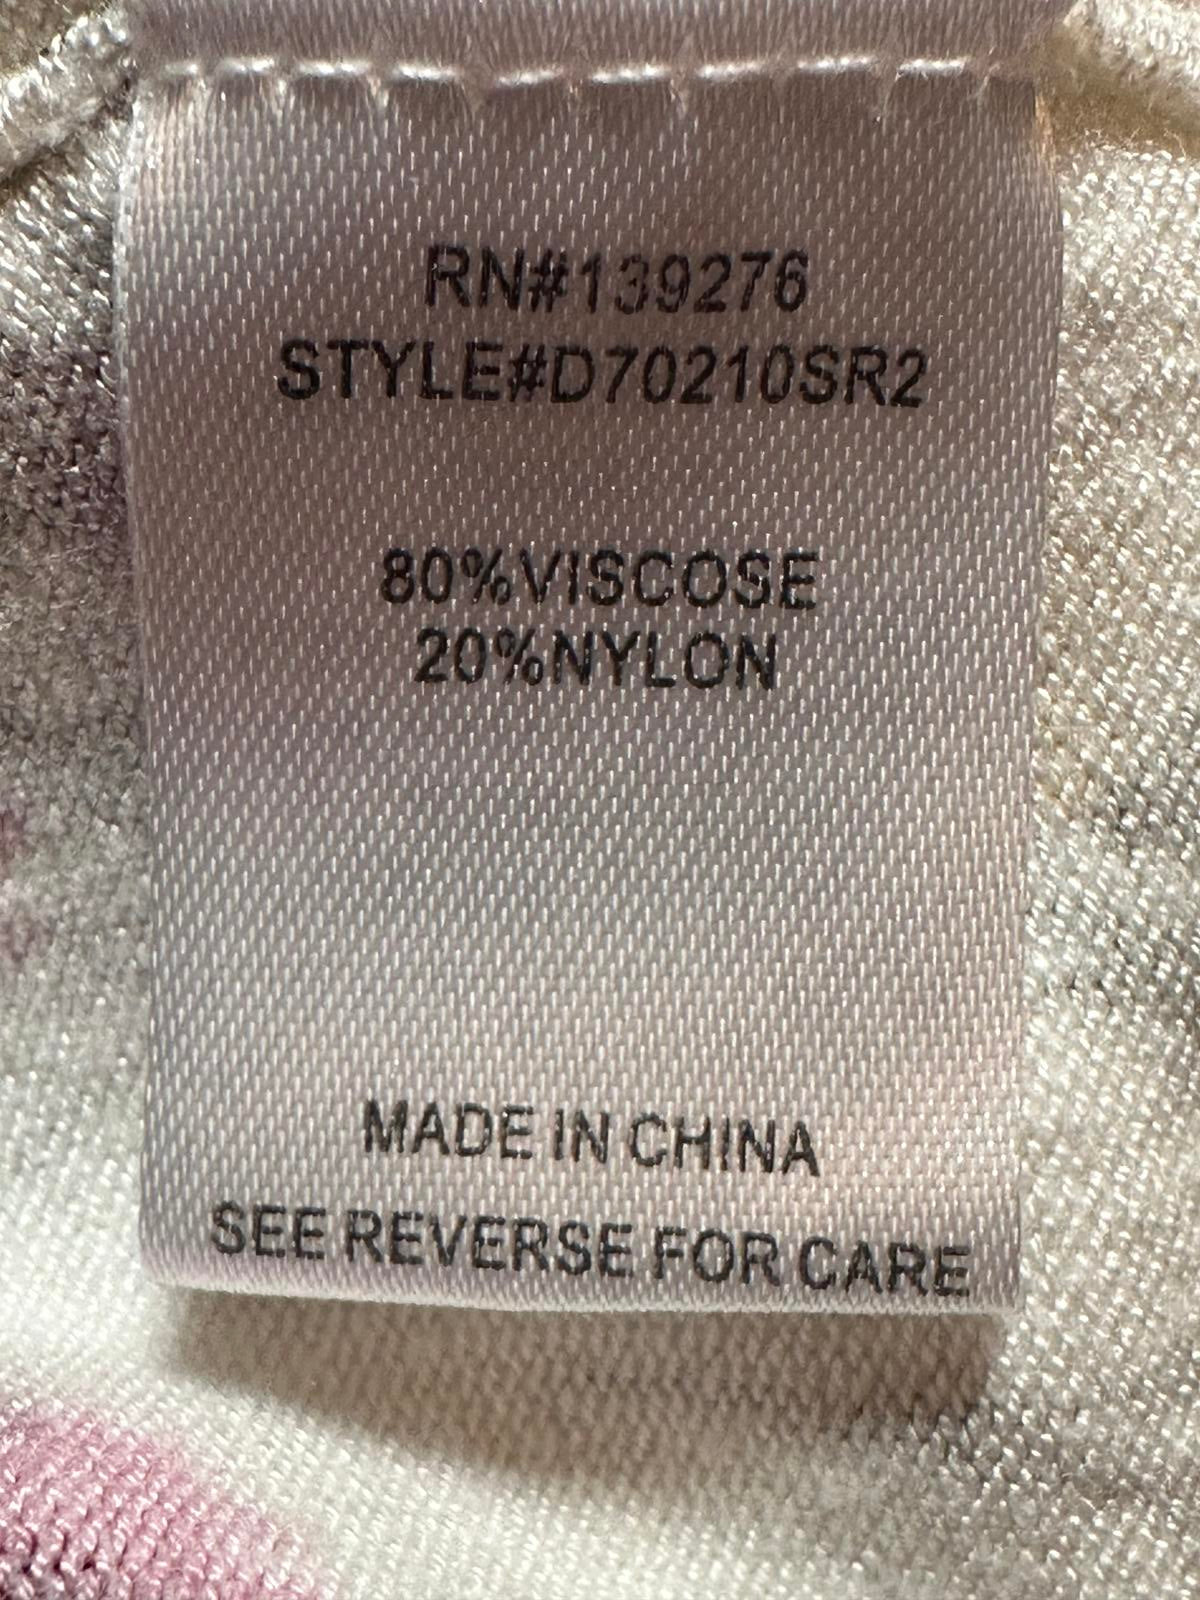 RN#139276
STYLE#D70210SR2
80%VISCOSE
20%NYLON
MADE IN CHINA
SEE REVERSE FOR CARE